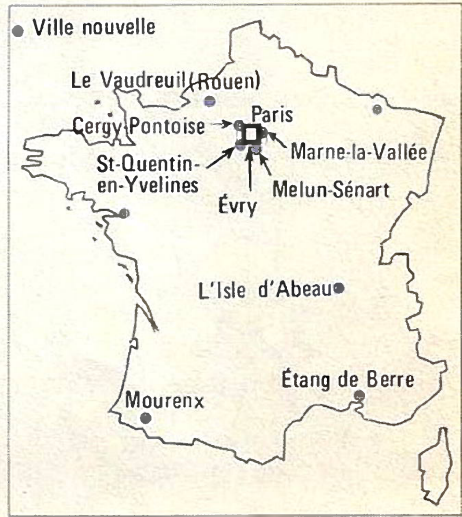 Ville nouvelle
Le Vaudreuil (Rouen)
Paris
Cergy-Pontoise
Marne-la-Vallée
St-Quentin-
en-Yvelines
Melun-Sénart
Évry
L'Isle d'Abeau
Étang de Berre
Mourenx